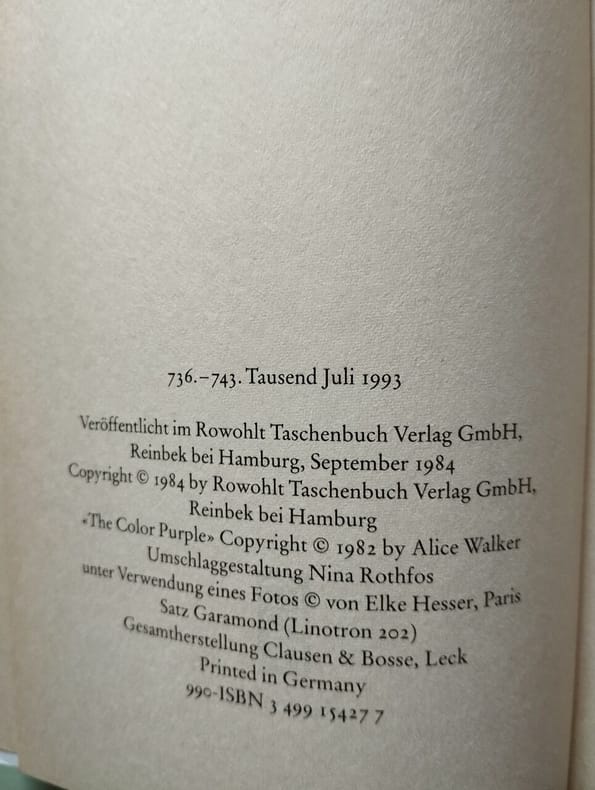 736.–743. Tausend Juli 1993
Veröffentlicht im Rowohlt Taschenbuch Verlag GmbH,
Reinbek bei Hamburg, September 1984
Copyright © 1984 by Rowohlt Taschenbuch Verlag GmbH,
Reinbek bei Hamburg
«The Color Purple» Copyright © 1982 by Alice Walker
Umschlaggestaltung Nina Rothfos
unter Verwendung eines Fotos © von Elke Hesser, Paris
Satz Garamond (Linotron 202)
Gesamtherstellung Clausen & Bosse, Leck
Printed in Germany
990-ISBN 3 499 15427 7